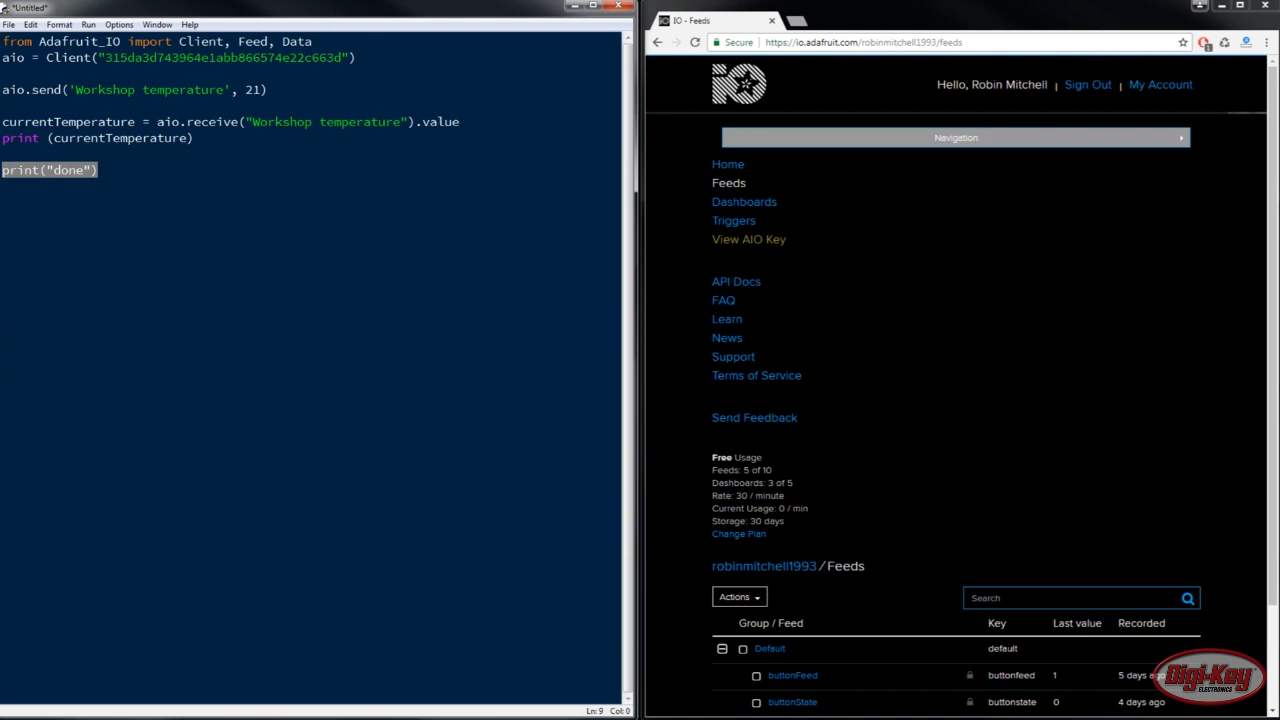 *Untitled*
File Edit Format Run Options Window Help
from Adafruit_IO import Client, Feed, Data
aio = Client("315da3d743964e1abb866574e22c663d")
aio.send('Workshop temperature', 21)
currentTemperature = aio.receive("Workshop temperature").value
print (currentTemperature)
print("done")
Ln: 9 Col: 0
IO - Feeds
Secure https://io.adafruit.com/robinmitchell1993/feeds
Hello, Robin Mitchell | Sign Out | My Account
Navigation
Home
Feeds
Dashboards
Triggers
View AIO Key
API Docs
FAQ
Learn
News
Support
Terms of Service
Send Feedback
Free Usage
Feeds: 5 of 10
Dashboards: 3 of 5
Rate: 30 / minute
Current Usage: 0 / min
Storage: 30 days
Change Plan
robinmitchell1993 / Feeds
Actions
Search
Group / Feed Key Last value Recorded
Default default
buttonFeed buttonfeed 1 5 days ago
buttonState buttonstate 0 4 days ago
Digi-Key
ELECTRONICS